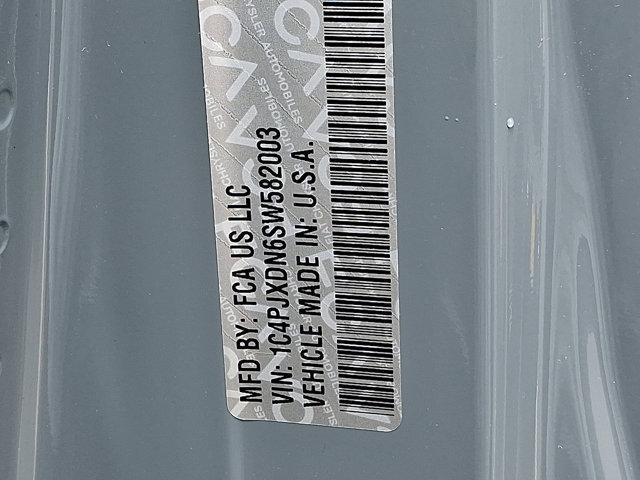 MFD BY: FCA US LLC
VIN: 1C4PJXDN6SW582003
VEHICLE MADE IN: U.S.A.